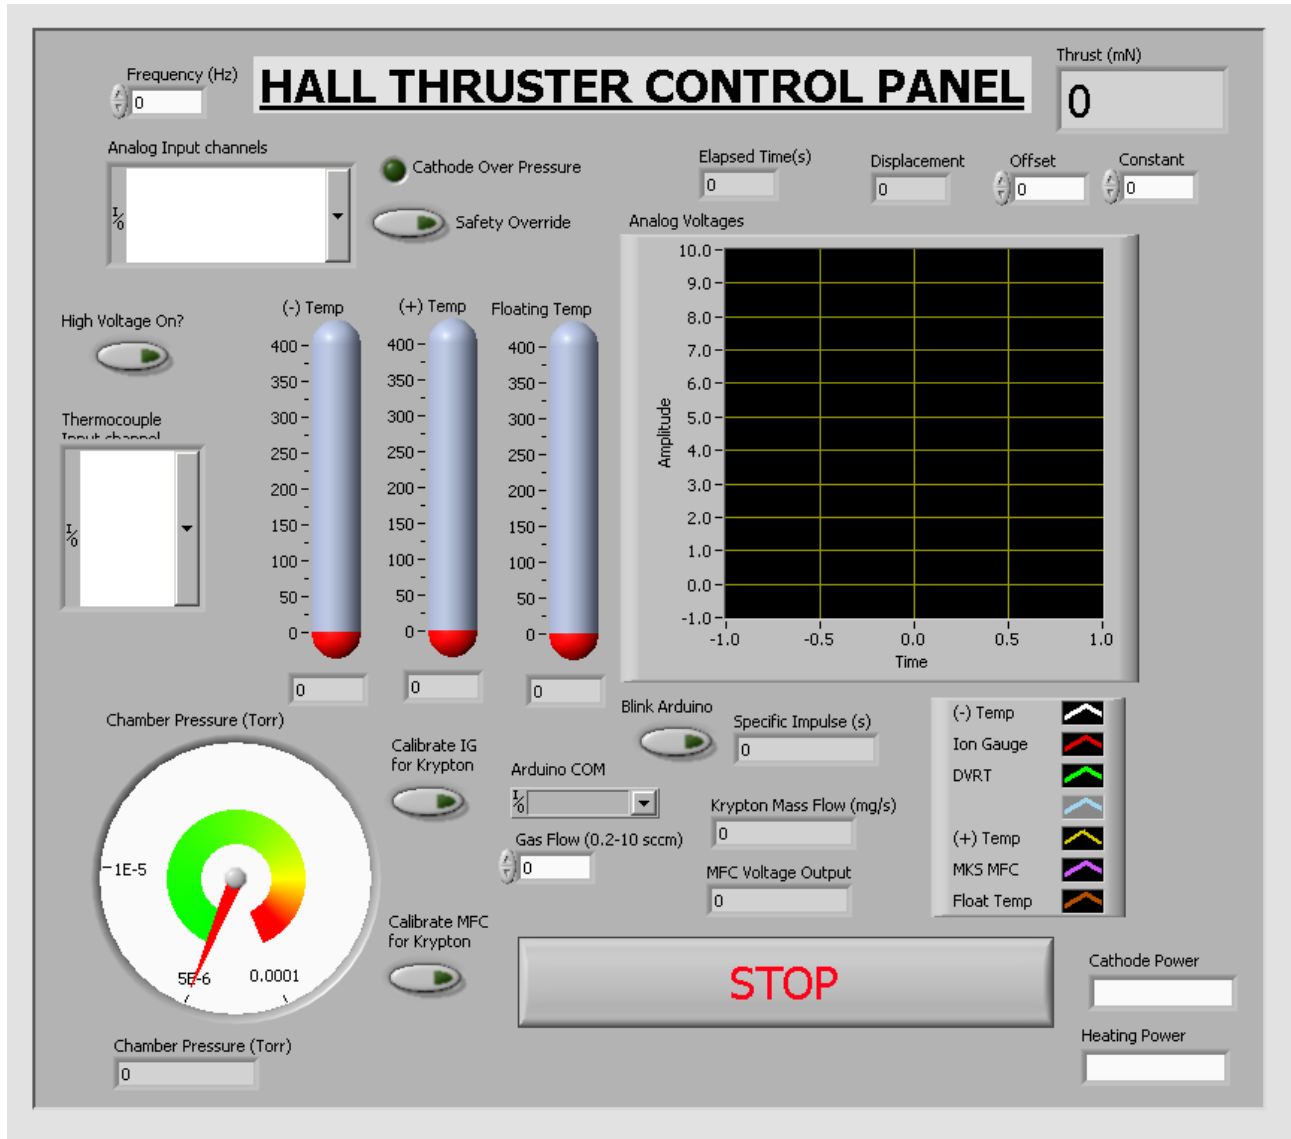 HALL THRUSTER CONTROL PANEL
Frequency (Hz)
0
Thrust (mN)
0
Analog Input channels
I/O
Cathode Over Pressure
Safety Override
Elapsed Time(s)
0
Displacement
0
Offset
0
Constant
0
High Voltage On?
Thermocouple
Input channel
I/O
(-) Temp
400
350
300
250
200
150
100
50
0
0
(+) Temp
400
350
300
250
200
150
100
50
0
0
Floating Temp
400
350
300
250
200
150
100
50
0
0
Analog Voltages
Amplitude
10.0
9.0
8.0
7.0
6.0
5.0
4.0
3.0
2.0
1.0
0.0
-1.0
-1.0 -0.5 0.0 0.5 1.0
Time
Chamber Pressure (Torr)
1E-5
5E-6
0.0001
Chamber Pressure (Torr)
0
Calibrate IG
for Krypton
Calibrate MFC
for Krypton
Blink Arduino
Specific Impulse (s)
0
Arduino COM
I/O
Gas Flow (0.2-10 sccm)
0
Krypton Mass Flow (mg/s)
0
MFC Voltage Output
0
(-) Temp
Ion Gauge
DVRT
(+) Temp
MKS MFC
Float Temp
STOP
Cathode Power
Heating Power